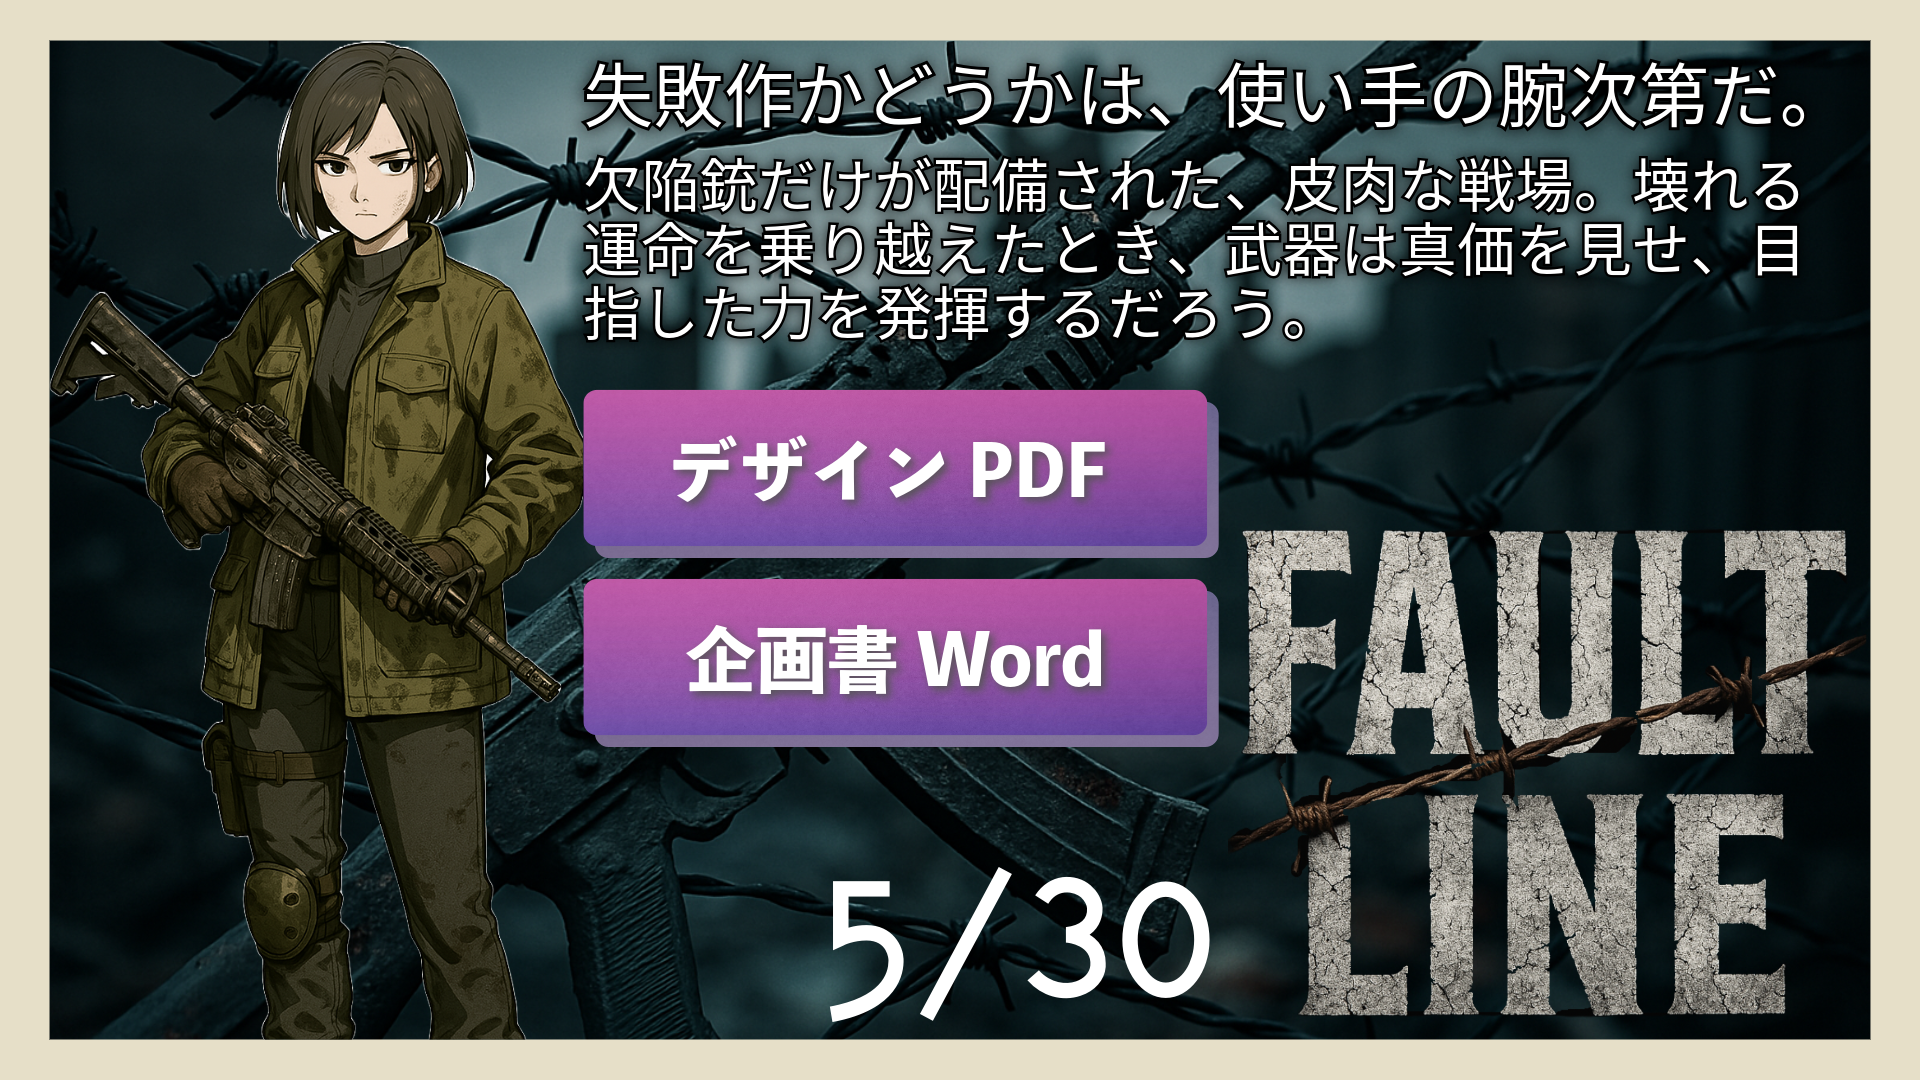 失敗作かどうかは、使い手の腕次第だ。
欠陥銃だけが配備された、皮肉な戦場。壊れる
運命を乗り越えたとき、武器は真価を見せ、目
指した力を発揮するだろう。
デザイン PDF
企画書 Word
FAULT
LINE
5/30